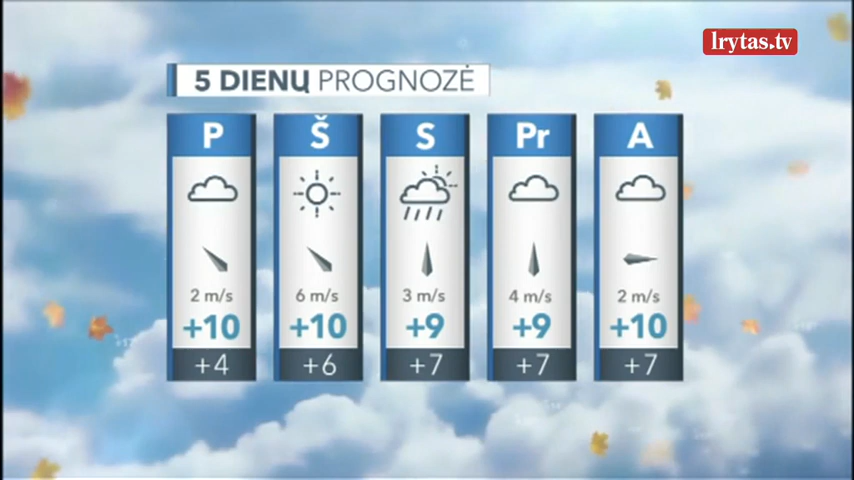 lrytas.tv
5 DIENŲ PROGNOZĖ
P Š S Pr A
2 m/s 6 m/s 3 m/s 4 m/s 2 m/s
+10 +10 +9 +9 +10
+4 +6 +7 +7 +7